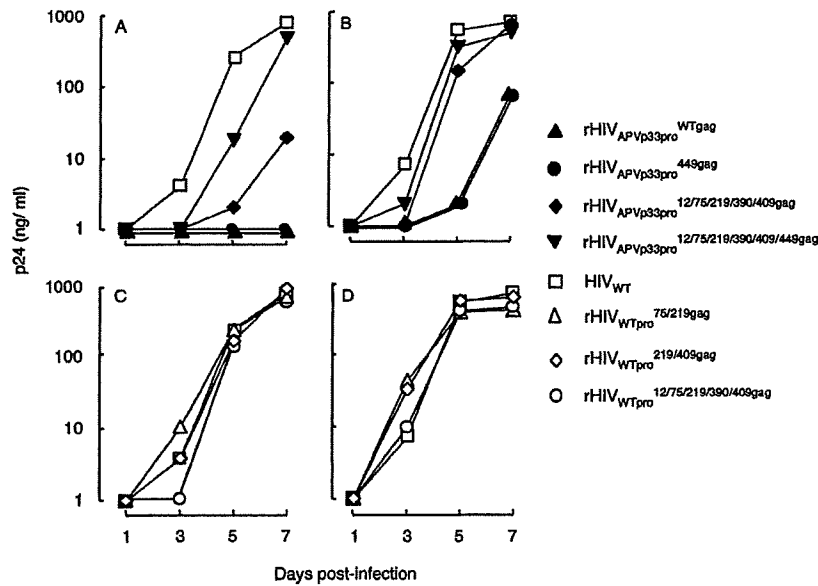 A
B
1000
100
10
1
p24 (ng/ ml)
C
D
1000
100
10
1
1 3 5 7 1 3 5 7
Days post-infection
rHIVAPVp33proWTgag
rHIVAPVp33pro449gag
rHIVAPVp33pro12/75/219/390/409gag
rHIVAPVp33pro12/75/219/390/409/449gag
HIVWT
rHIVWTpro75/219gag
rHIVWTpro219/409gag
rHIVWTpro12/75/219/390/409gag